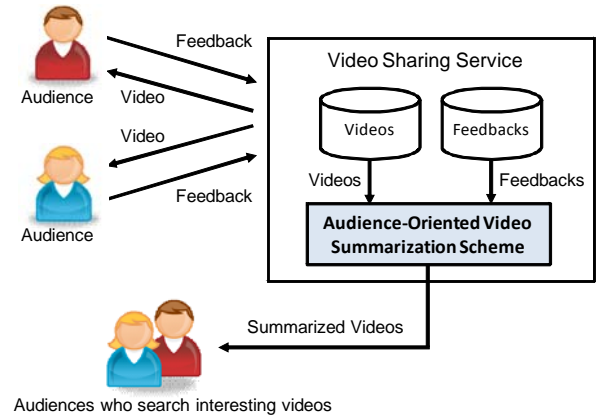 Feedback
Video Sharing Service
Audience
Video
Video
Videos
Feedbacks
Feedback
Videos
Feedbacks
Audience
Audience-Oriented Video
Summarization Scheme
Summarized Videos
Audiences who search interesting videos